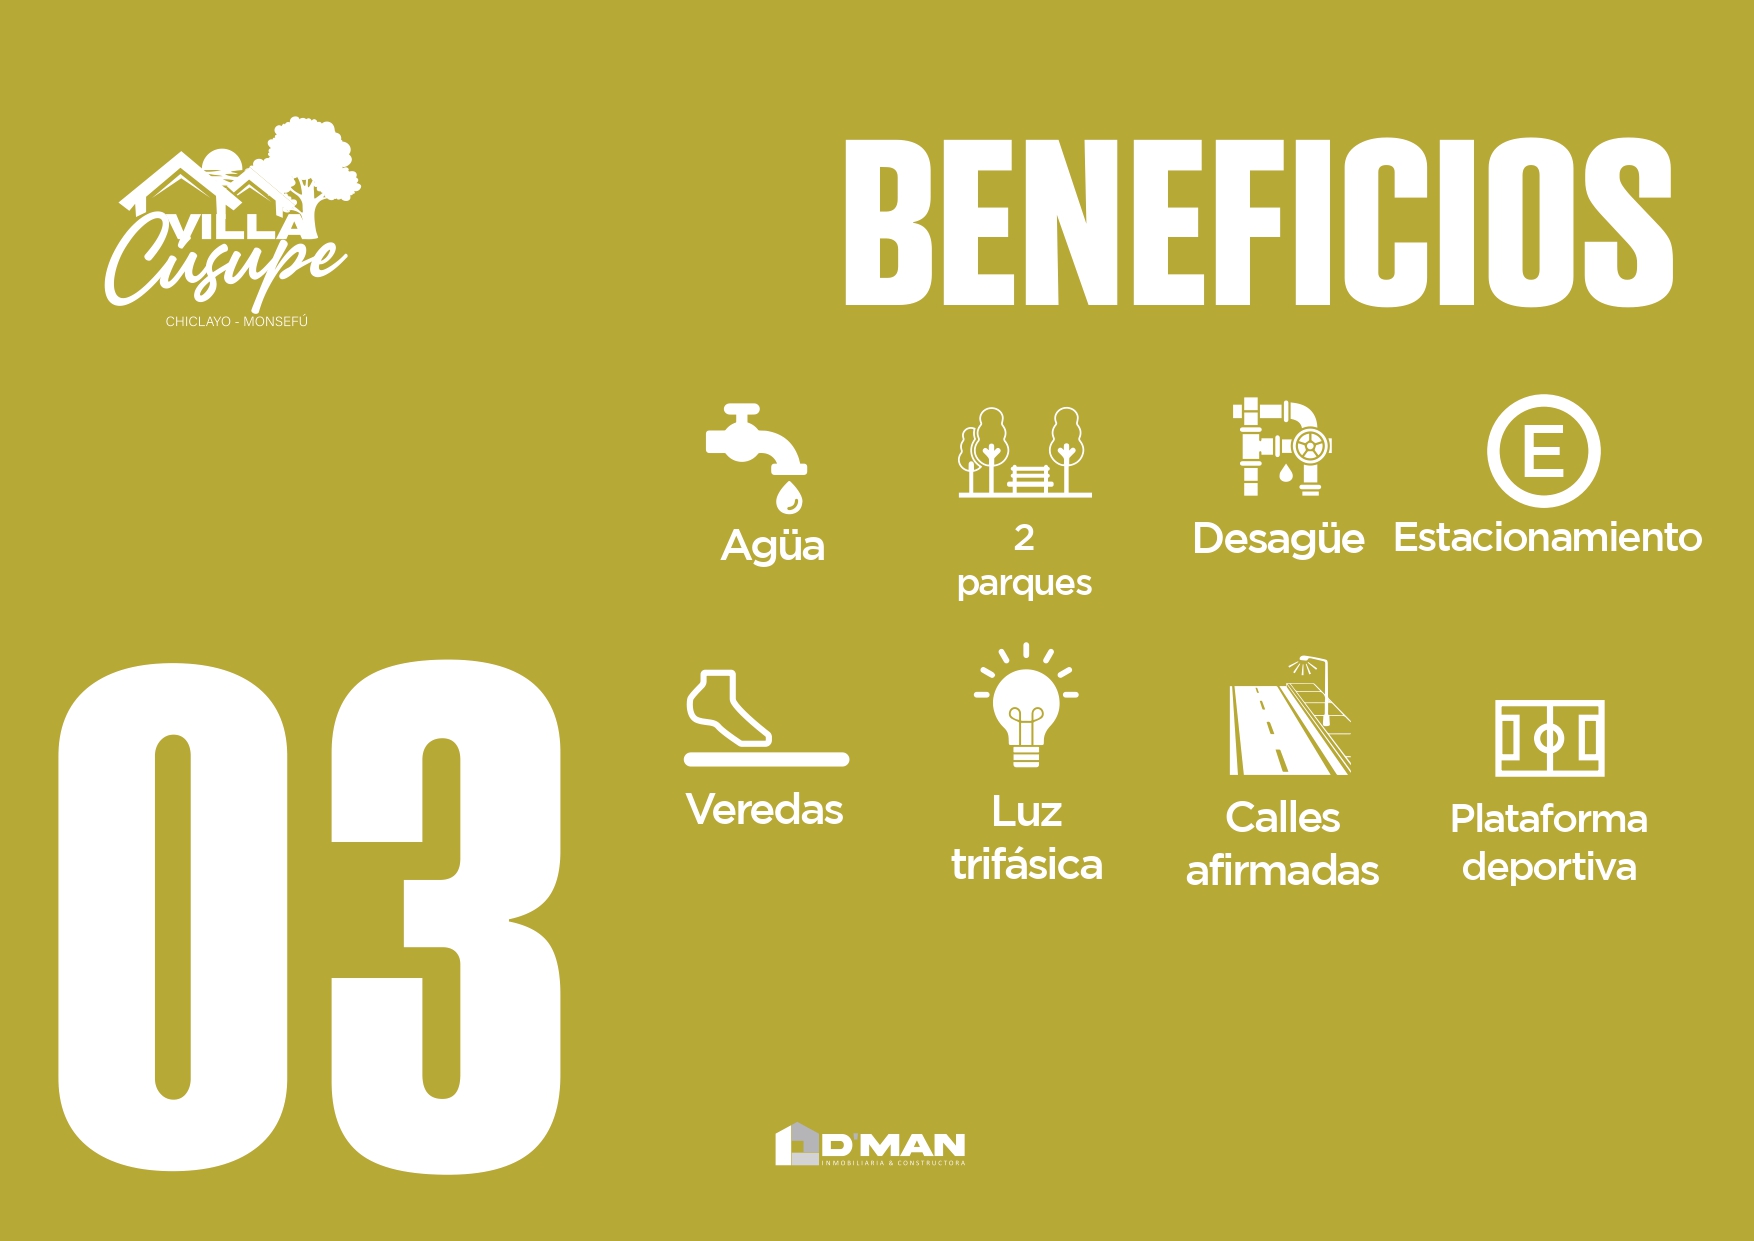 VILLA
Cusupe
CHICLAYO - MONSEFÚ
BENEFICIOS
Agüa
2
parques
Desagüe
E
Estacionamiento
Veredas
Luz
trifásica
Calles
afirmadas
Plataforma
deportiva
03
D'MAN
INMOBILIARIA & CONSTRUCTORA